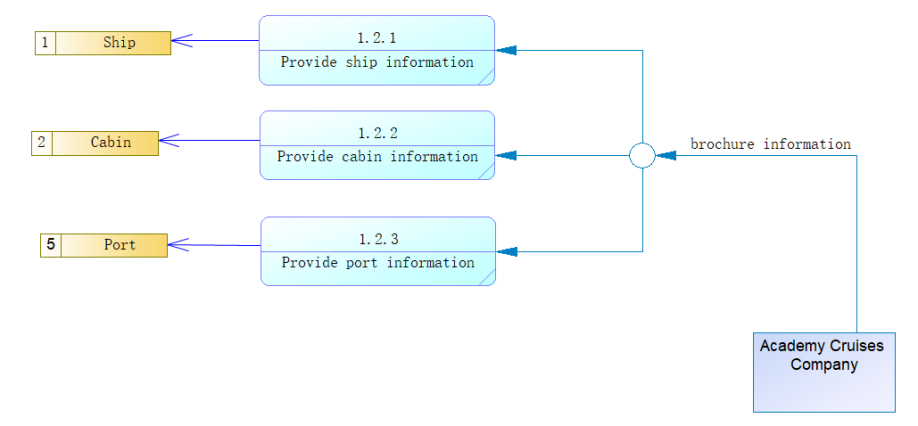 1 Ship
1.2.1
Provide ship information
2 Cabin
1.2.2
Provide cabin information
brochure information
5 Port
1.2.3
Provide port information
Academy Cruises
Company